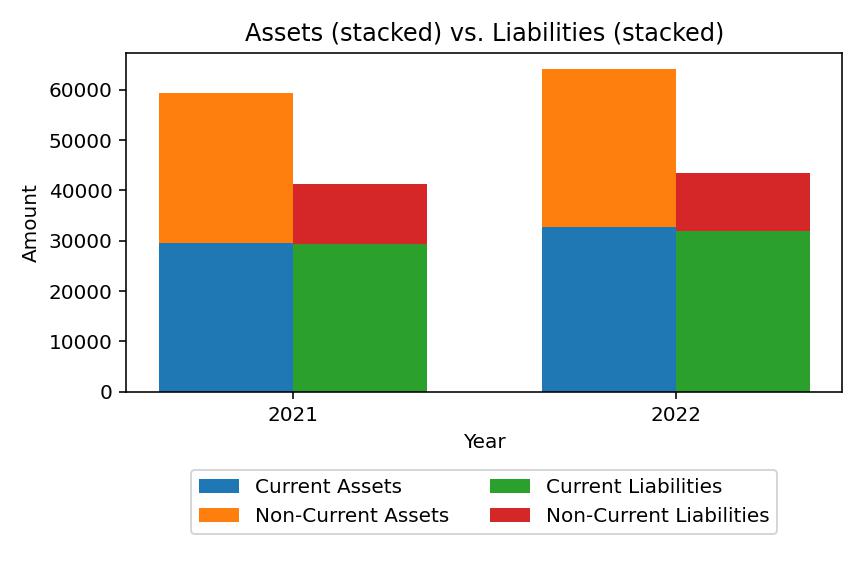 Assets (stacked) vs. Liabilities (stacked)
60000
50000
40000
30000
20000
10000
0
Amount
2021 2022
Year
Current Assets Current Liabilities
Non-Current Assets Non-Current Liabilities